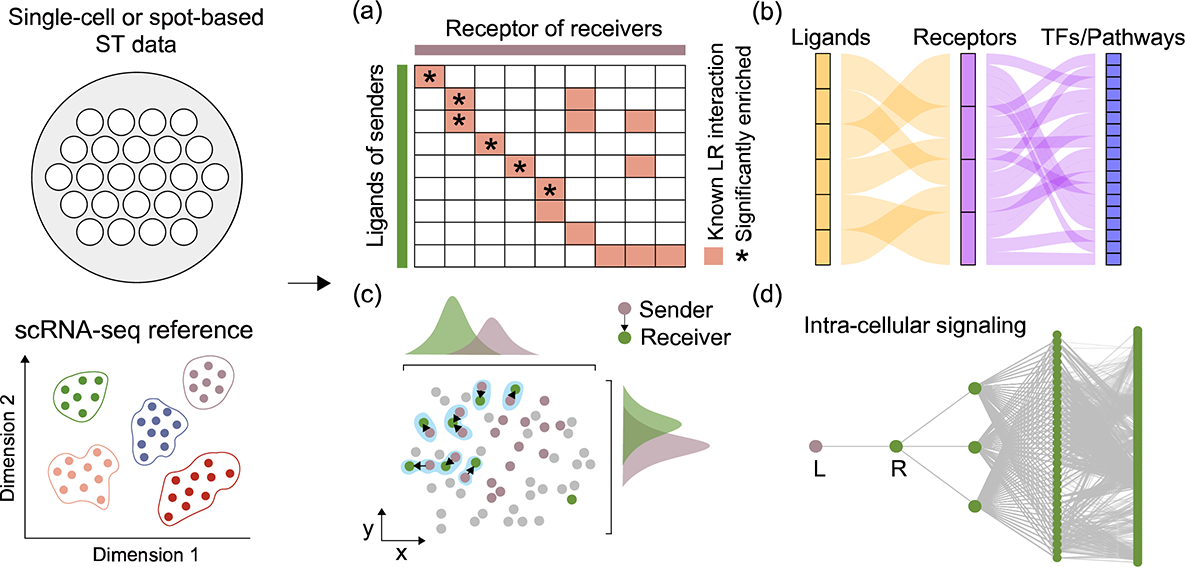 Single-cell or spot-based
ST data
scRNA-seq reference
Dimension 2
Dimension 1
(a)
Receptor of receivers
Ligands of senders
*
*
*
*
*
*
Known LR interaction
* Significantly enriched
(b)
Ligands
Receptors
TFs/Pathways
(c)
Sender
Receiver
y
x
(d)
Intra-cellular signaling
L
R